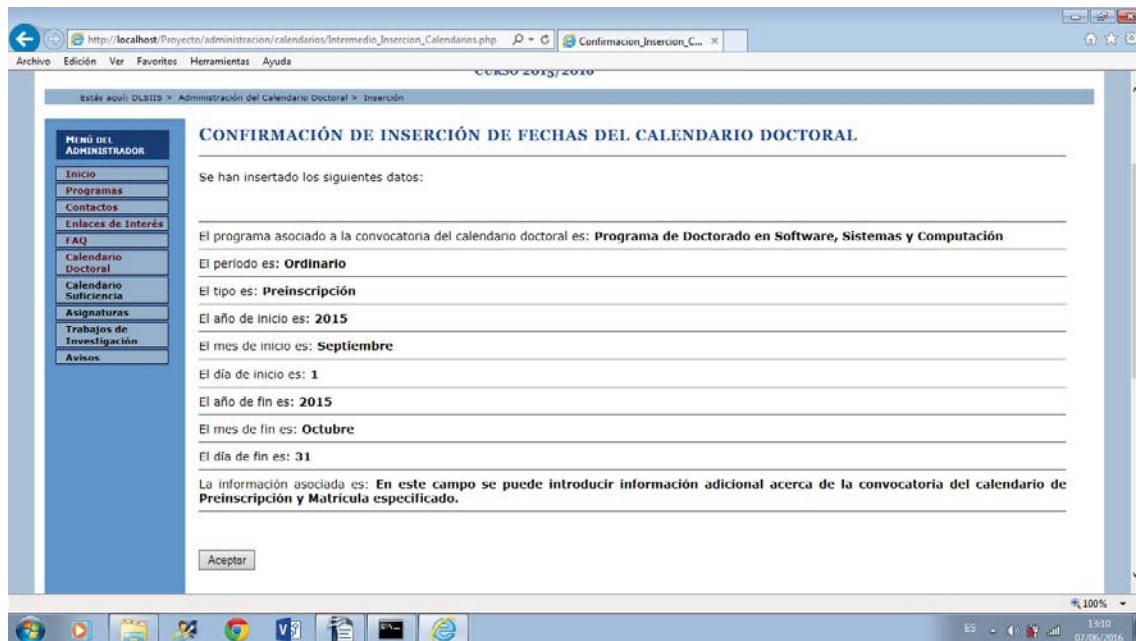 http://localhost/Proyecto/administracion/calendarios/Intermedio_Insercion_Calendarios.php
Confirmacion_Insercion_C...
Archivo Edición Ver Favoritos Herramientas Ayuda
CURSO 2015/2016
Estás aquí: DLSIIS > Administración del Calendario Doctoral > Inserción
MENÚ DEL
ADMINISTRADOR
Inicio
Programas
Contactos
Enlaces de Interés
FAQ
Calendario
Doctoral
Calendario
Suficiencia
Asignaturas
Trabajos de
Investigación
Avisos
CONFIRMACIÓN DE INSERCIÓN DE FECHAS DEL CALENDARIO DOCTORAL
Se han insertado los siguientes datos:
El programa asociado a la convocatoria del calendario doctoral es: Programa de Doctorado en Software, Sistemas y Computación
El período es: Ordinario
El tipo es: Preinscripción
El año de inicio es: 2015
El mes de inicio es: Septiembre
El día de inicio es: 1
El año de fin es: 2015
El mes de fin es: Octubre
El día de fin es: 31
La información asociada es: En este campo se puede introducir información adicional acerca de la convocatoria del calendario de
Preinscripción y Matrícula especificado.
Aceptar
100%
ES
13:10
07/06/2016